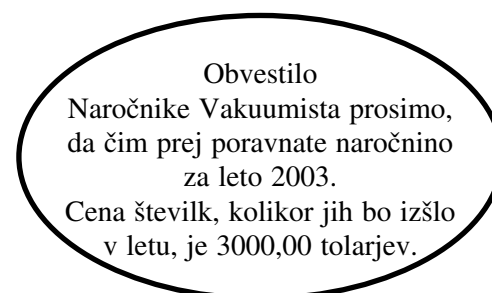 Obvestilo
Naročnike Vakuumista prosimo,
da čim prej poravnate naročnino
za leto 2003.
Cena številk, kolikor jih bo izšlo
v letu, je 3000,00 tolarjev.